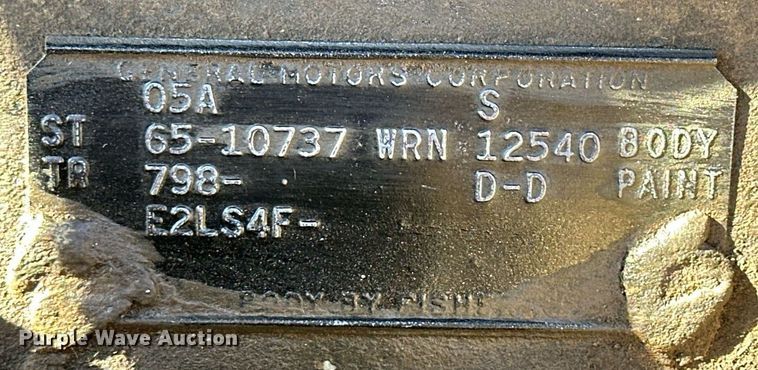 GENERAL MOTORS CORPORATION
05A S
ST 65-10737 WRN 12540 BODY
TR 798- D-D PAINT
E2LS4F-
BODY BY FISH
Purple Wave Auction